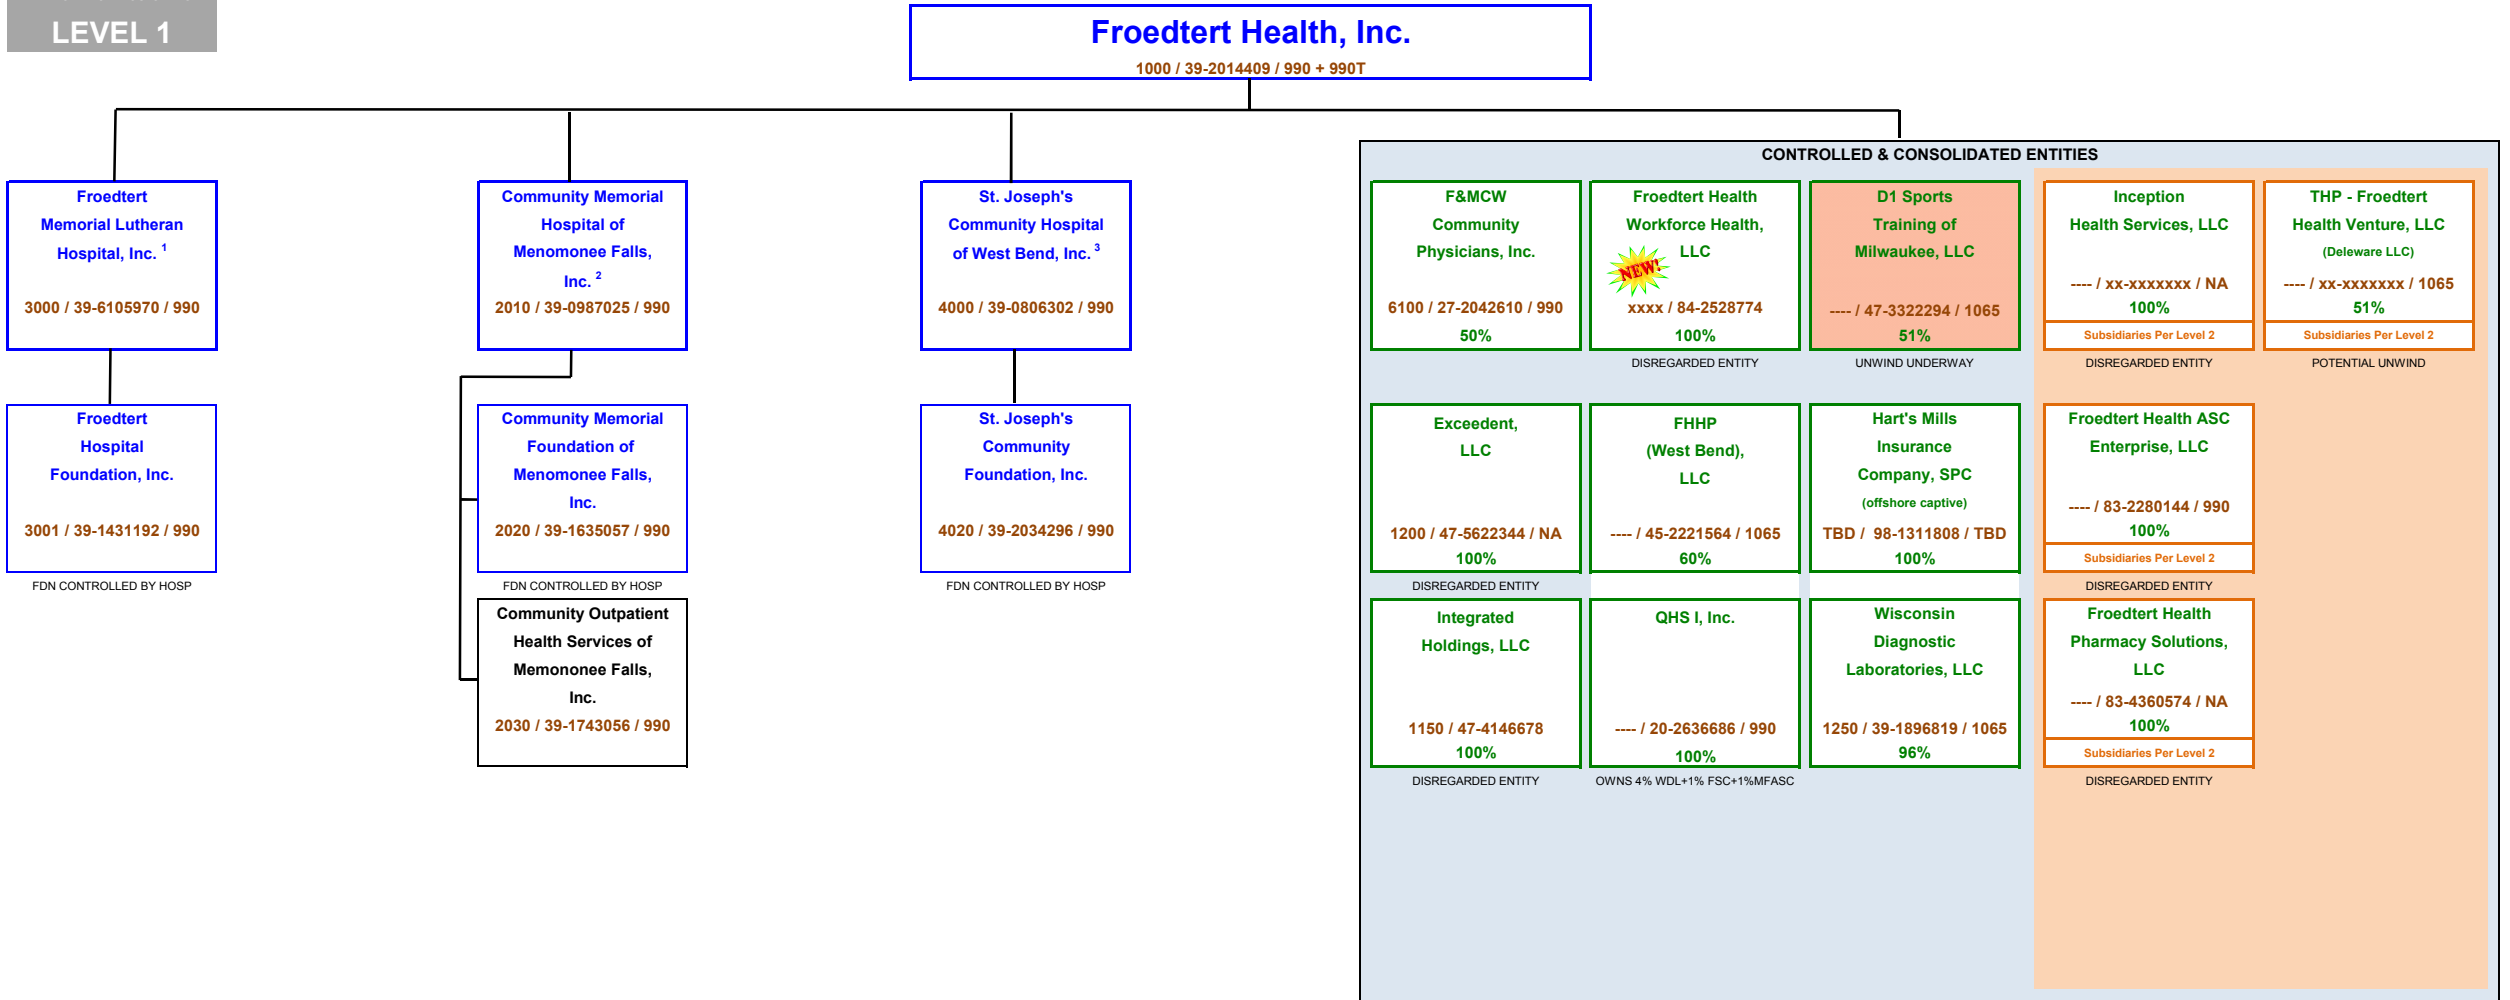 LEVEL 1
Froedtert Health, Inc.
1000 / 39-2014409 / 990 + 990T
Froedtert
Memorial Lutheran
Hospital, Inc. 1
3000 / 39-6105970 / 990
Community Memorial
Hospital of
Menomonee Falls,
Inc. 2
2010 / 39-0987025 / 990
St. Joseph's
Community Hospital
of West Bend, Inc. 3
4000 / 39-0806302 / 990
Froedtert
Hospital
Foundation, Inc.
3001 / 39-1431192 / 990
FDN CONTROLLED BY HOSP
Community Memorial
Foundation of
Menomonee Falls,
Inc.
2020 / 39-1635057 / 990
FDN CONTROLLED BY HOSP
Community Outpatient
Health Services of
Memononee Falls,
Inc.
2030 / 39-1743056 / 990
St. Joseph's
Community
Foundation, Inc.
4020 / 39-2034296 / 990
FDN CONTROLLED BY HOSP
CONTROLLED & CONSOLIDATED ENTITIES
F&MCW
Community
Physicians, Inc.
6100 / 27-2042610 / 990
50%
Froedtert Health
Workforce Health,
LLC
NEW!
xxxx / 84-2528774
100%
DISREGARDED ENTITY
D1 Sports
Training of
Milwaukee, LLC
---- / 47-3322294 / 1065
51%
UNWIND UNDERWAY
Inception
Health Services, LLC
---- / xx-xxxxxxx / NA
100%
Subsidiaries Per Level 2
DISREGARDED ENTITY
THP - Froedtert
Health Venture, LLC
(Deleware LLC)
---- / xx-xxxxxxx / 1065
51%
Subsidiaries Per Level 2
POTENTIAL UNWIND
Exceedent,
LLC
1200 / 47-5622344 / NA
100%
DISREGARDED ENTITY
FHHP
(West Bend),
LLC
---- / 45-2221564 / 1065
60%
Hart's Mills
Insurance
Company, SPC
(offshore captive)
TBD / 98-1311808 / TBD
100%
Froedtert Health ASC
Enterprise, LLC
---- / 83-2280144 / 990
100%
Subsidiaries Per Level 2
DISREGARDED ENTITY
Integrated
Holdings, LLC
1150 / 47-4146678
100%
DISREGARDED ENTITY
QHS I, Inc.
---- / 20-2636686 / 990
100%
OWNS 4% WDL+1% FSC+1%MFASC
Wisconsin
Diagnostic
Laboratories, LLC
1250 / 39-1896819 / 1065
96%
Froedtert Health
Pharmacy Solutions,
LLC
---- / 83-4360574 / NA
100%
Subsidiaries Per Level 2
DISREGARDED ENTITY